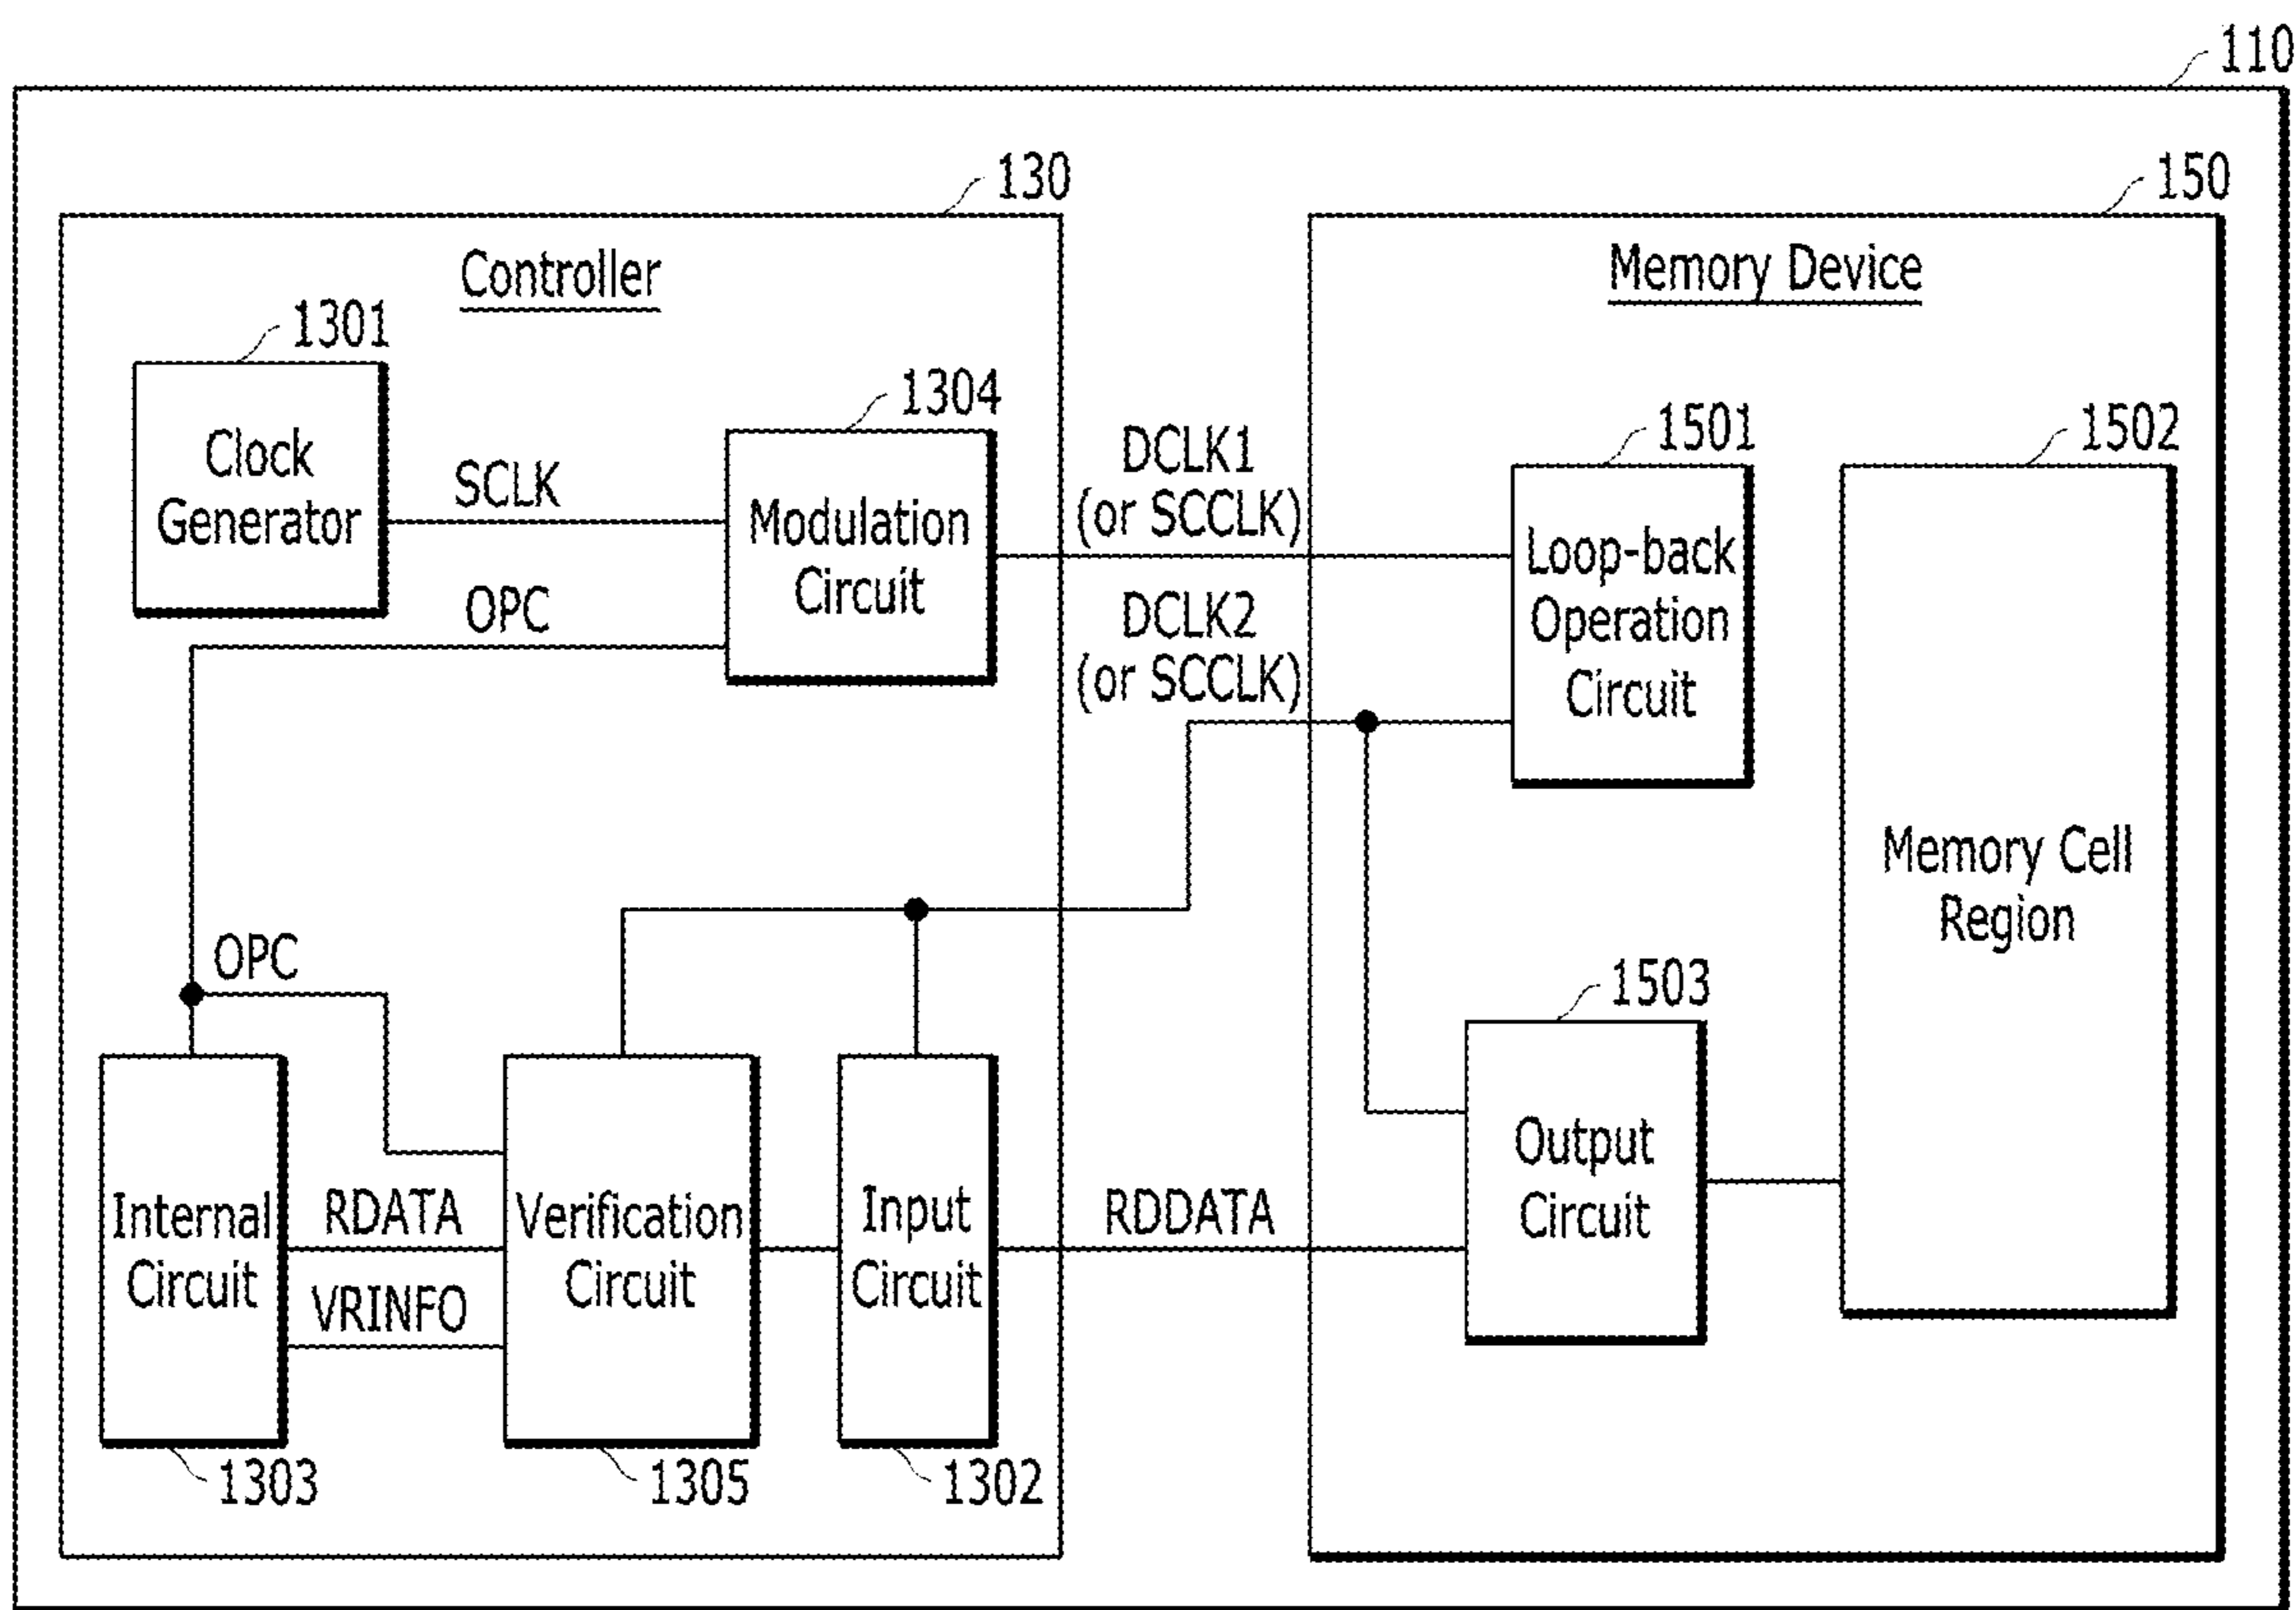 110
130
150
Controller
Memory Device
1301
1304
1501
1502
Clock
Generator
SCLK
OPC
Modulation
Circuit
DCLK1
(or SCCLK)
DCLK2
(or SCCLK)
Loop-back
Operation
Circuit
Memory Cell
Region
OPC
1503
Internal
Circuit
RDATA
VRINFO
Verification
Circuit
Input
Circuit
RDDATA
Output
Circuit
1303
1305
1302